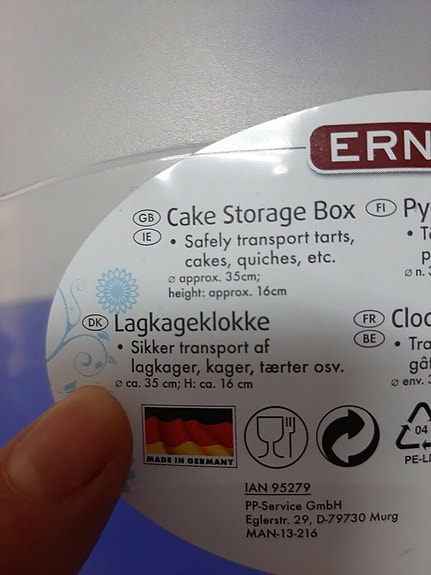 ERN
GB Cake Storage Box
IE • Safely transport tarts,
cakes, quiches, etc.
ø approx. 35cm;
height: approx. 16cm
FI Py
• T
p
ø n. 3
DK Lagkageklokke
• Sikker transport af
lagkager, kager, tærter osv.
ø ca. 35 cm; H: ca. 16 cm
FR Cloc
BE • Tra
gât
ø env. 3
MADE IN GERMANY
04
PE-LD
IAN 95279
PP-Service GmbH
Eglerstr. 29, D-79730 Murg
MAN-13-216